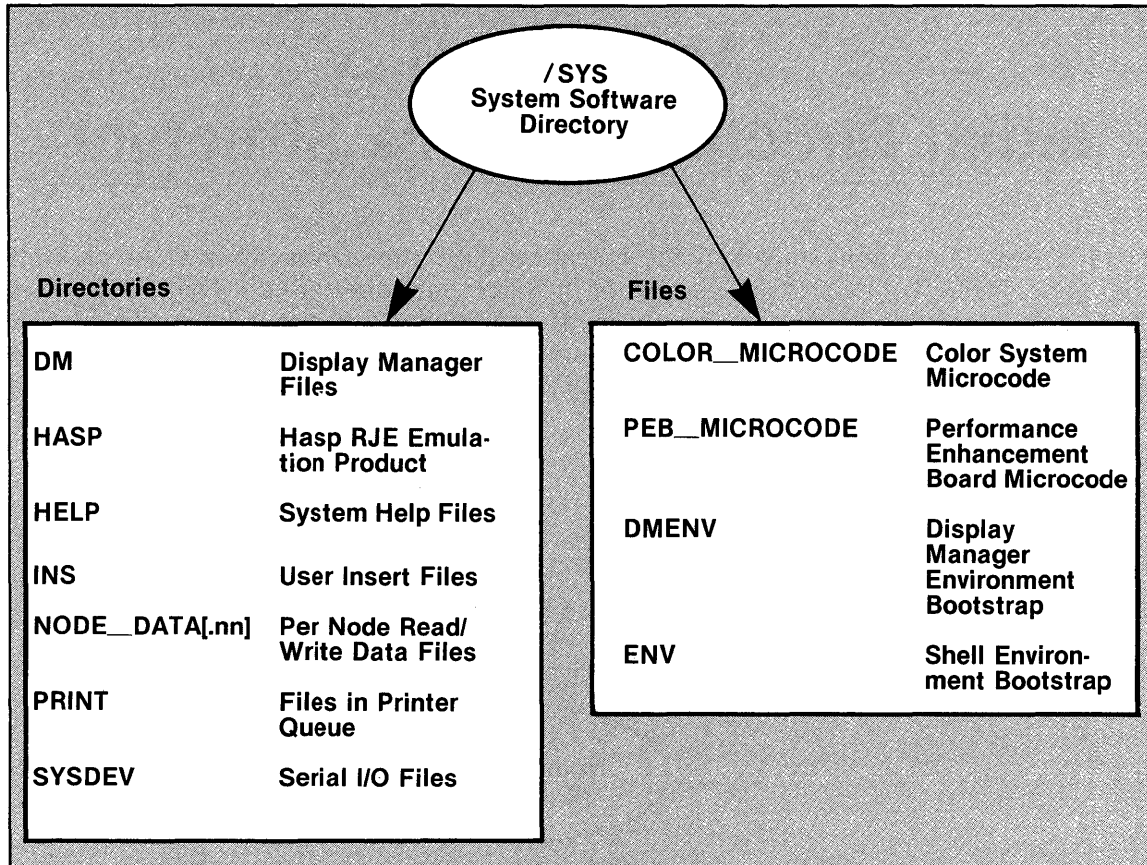 /SYS
System Software
Directory
Directories
DM Display Manager
Files
HASP Hasp RJE Emula-
tion Product
HELP System Help Files
INS User Insert Files
NODE__DATA[.nn] Per Node Read/
Write Data Files
PRINT Files in Printer
Queue
SYSDEV Serial I/O Files
Files
COLOR__MICROCODE Color System
Microcode
PEB__MICROCODE Performance
Enhancement
Board Microcode
DMENV Display
Manager
Environment
Bootstrap
ENV Shell Environ-
ment Bootstrap